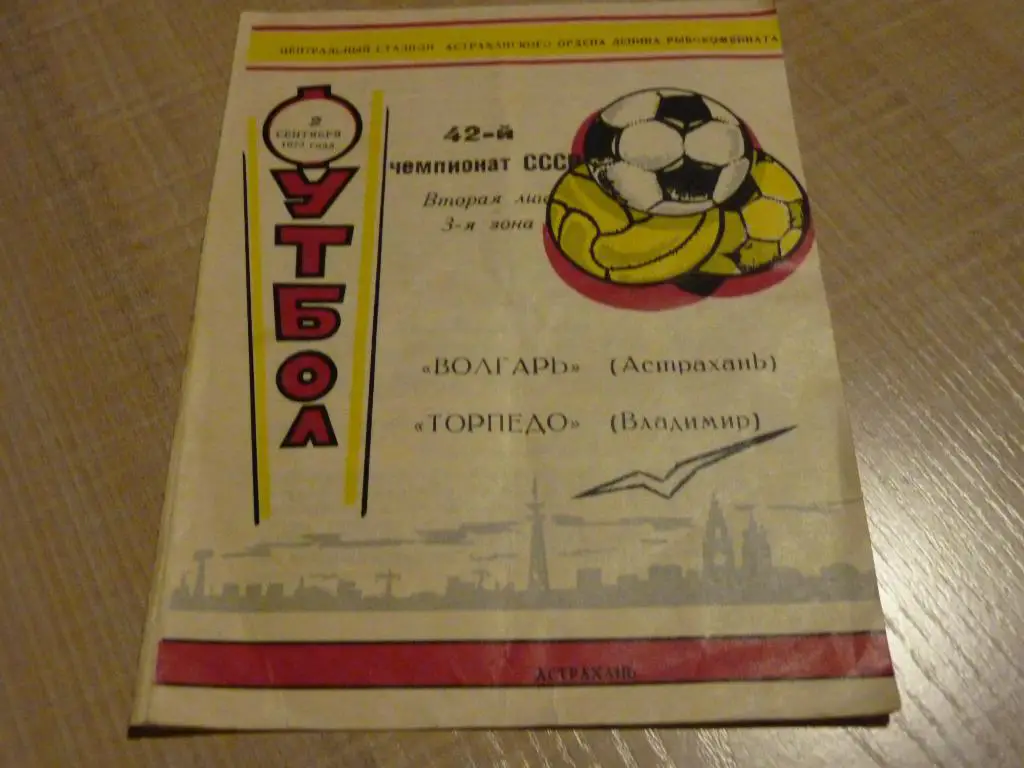 ЦЕНТРАЛЬНЫЙ СТАДИОН АСТРАХАНСКОГО ОРДЕНА ЛЕНИНА РЫБОКОМБИНАТА
ФУТБОЛ
2
СЕНТЯБРЯ
года
42-й
чемпионат СССР
Вторая
3-я зона
«ВОЛГАРЬ» (Астрахань)
«ТОРПЕДО» (Владимир)
АСТРАХАНЬ